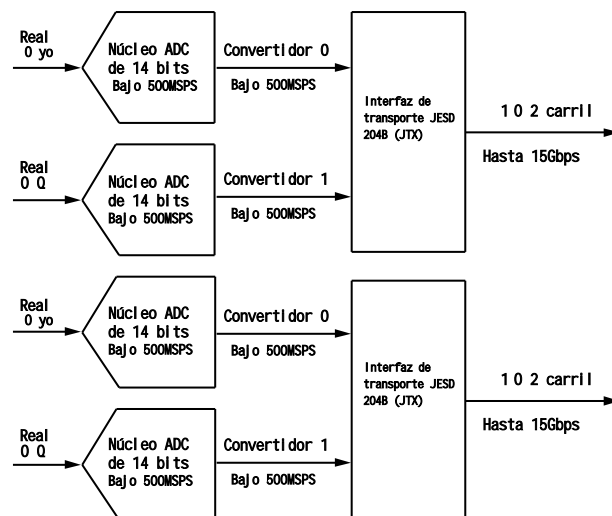 Real
0 yo
Núcleo ADC
de 14 bits
Bajo 500MSPS
Convertidor 0
Bajo 500MSPS
Interfaz de
transporte JESD
204B (JTX)
1 0 2 carril
Hasta 15Gbps
Real
0 Q
Núcleo ADC
de 14 bits
Bajo 500MSPS
Convertidor 1
Bajo 500MSPS
Real
0 yo
Núcleo ADC
de 14 bits
Bajo 500MSPS
Convertidor 0
Bajo 500MSPS
Interfaz de
transporte JESD
204B (JTX)
1 0 2 carril
Hasta 15Gbps
Real
0 Q
Núcleo ADC
de 14 bits
Bajo 500MSPS
Convertidor 1
Bajo 500MSPS